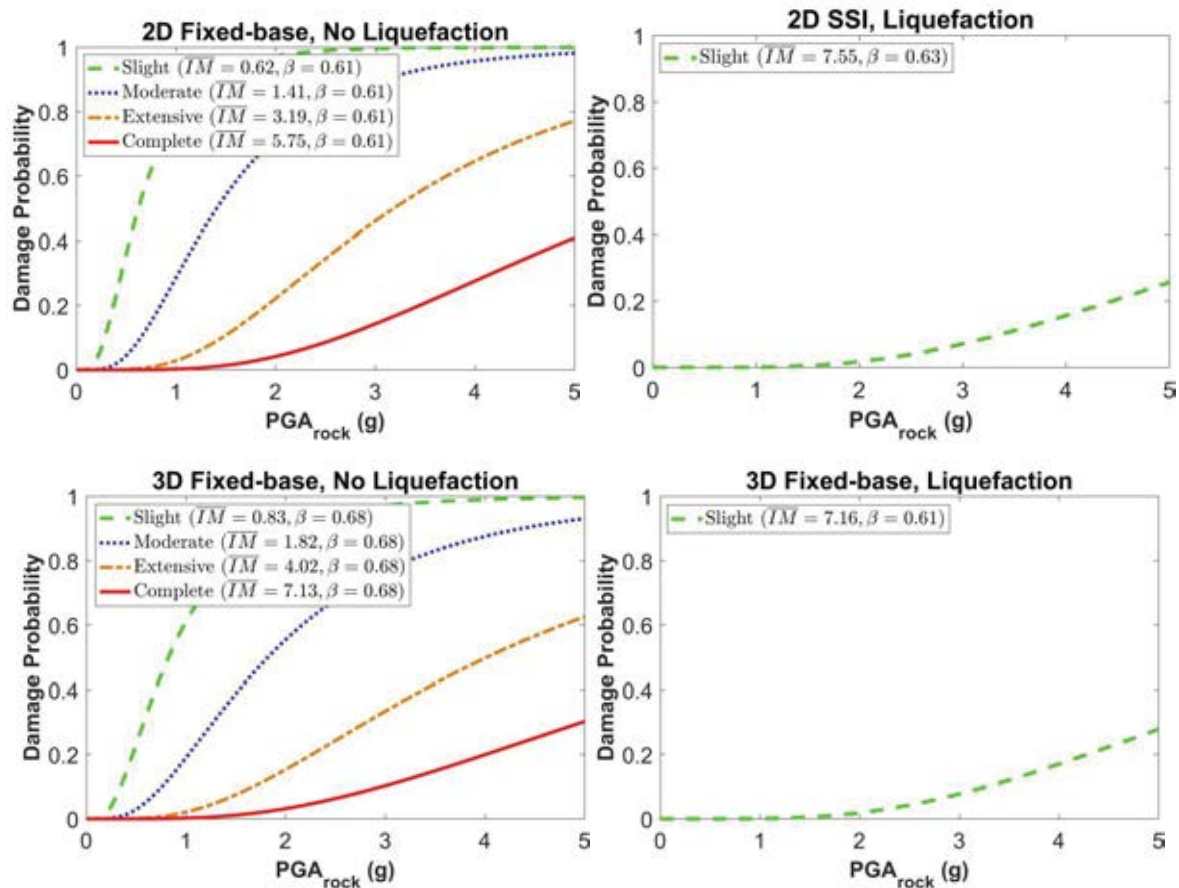 2D Fixed-base, No Liquefaction
1
0.8
0.6
0.4
0.2
0
Damage Probability
Slight (IM = 0.62, β = 0.61)
Moderate (IM = 1.41, β = 0.61)
Extensive (IM = 3.19, β = 0.61)
Complete (IM = 5.75, β = 0.61)
0 1 2 3 4 5
PGArock (g)
2D SSI, Liquefaction
1
0.8
0.6
0.4
0.2
0
Damage Probability
Slight (IM = 7.55, β = 0.63)
0 1 2 3 4 5
PGArock (g)
3D Fixed-base, No Liquefaction
1
0.8
0.6
0.4
0.2
0
Damage Probability
Slight (IM = 0.83, β = 0.68)
Moderate (IM = 1.82, β = 0.68)
Extensive (IM = 4.02, β = 0.68)
Complete (IM = 7.13, β = 0.68)
0 1 2 3 4 5
PGArock (g)
3D Fixed-base, Liquefaction
1
0.8
0.6
0.4
0.2
0
Damage Probability
Slight (IM = 7.16, β = 0.61)
0 1 2 3 4 5
PGArock (g)